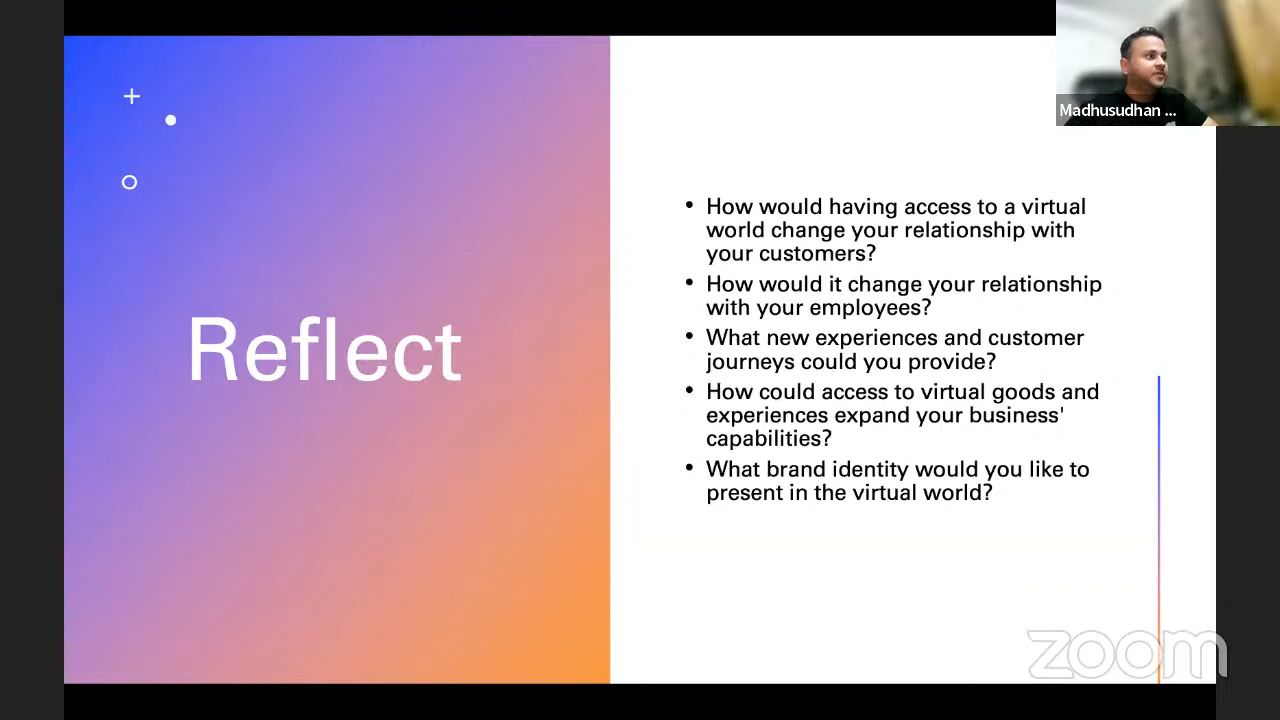 Madhusudhan ...
Reflect
• How would having access to a virtual
world change your relationship with
your customers?
• How would it change your relationship
with your employees?
• What new experiences and customer
journeys could you provide?
• How could access to virtual goods and
experiences expand your business'
capabilities?
• What brand identity would you like to
present in the virtual world?
zoom